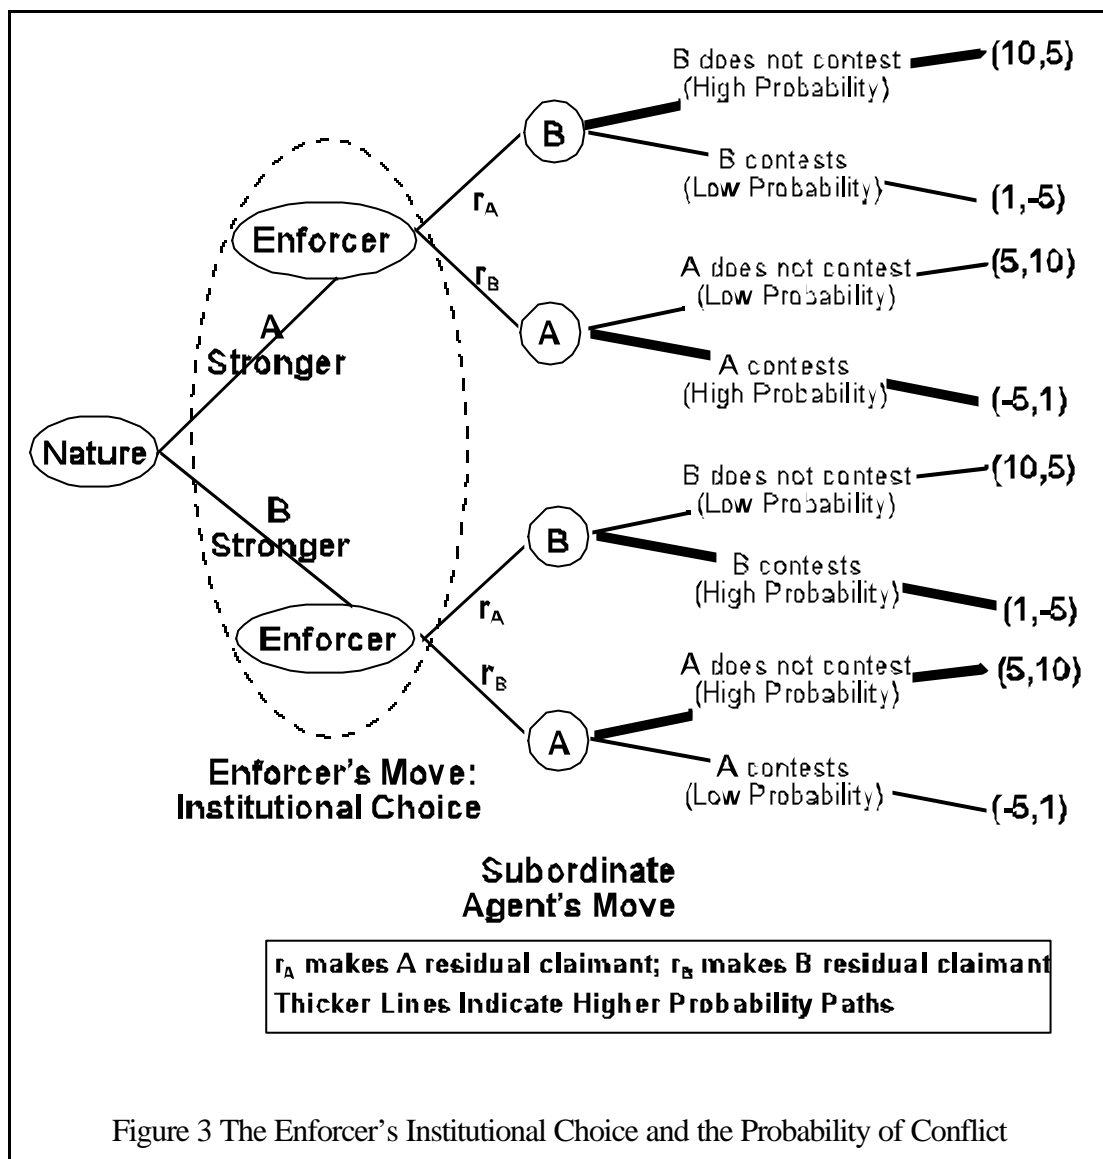 B does not contest
(High Probability)
(10,5)
B
B contests
(Low Probability)
(1,-5)
r_A
Enforcer
r_B
A does not contest
(Low Probability)
(5,10)
A
A contests
(High Probability)
(-5,1)
A
Stronger
Nature
B
Stronger
B does not contest
(Low Probability)
(10,5)
B
B contests
(High Probability)
(1,-5)
r_A
Enforcer
r_B
A does not contest
(High Probability)
(5,10)
A
A contests
(Low Probability)
(-5,1)
Enforcer's Move:
Institutional Choice
Subordinate
Agent's Move
r_A makes A residual claimant; r_B makes B residual claimant
Thicker Lines Indicate Higher Probability Paths
Figure 3 The Enforcer's Institutional Choice and the Probability of Conflict